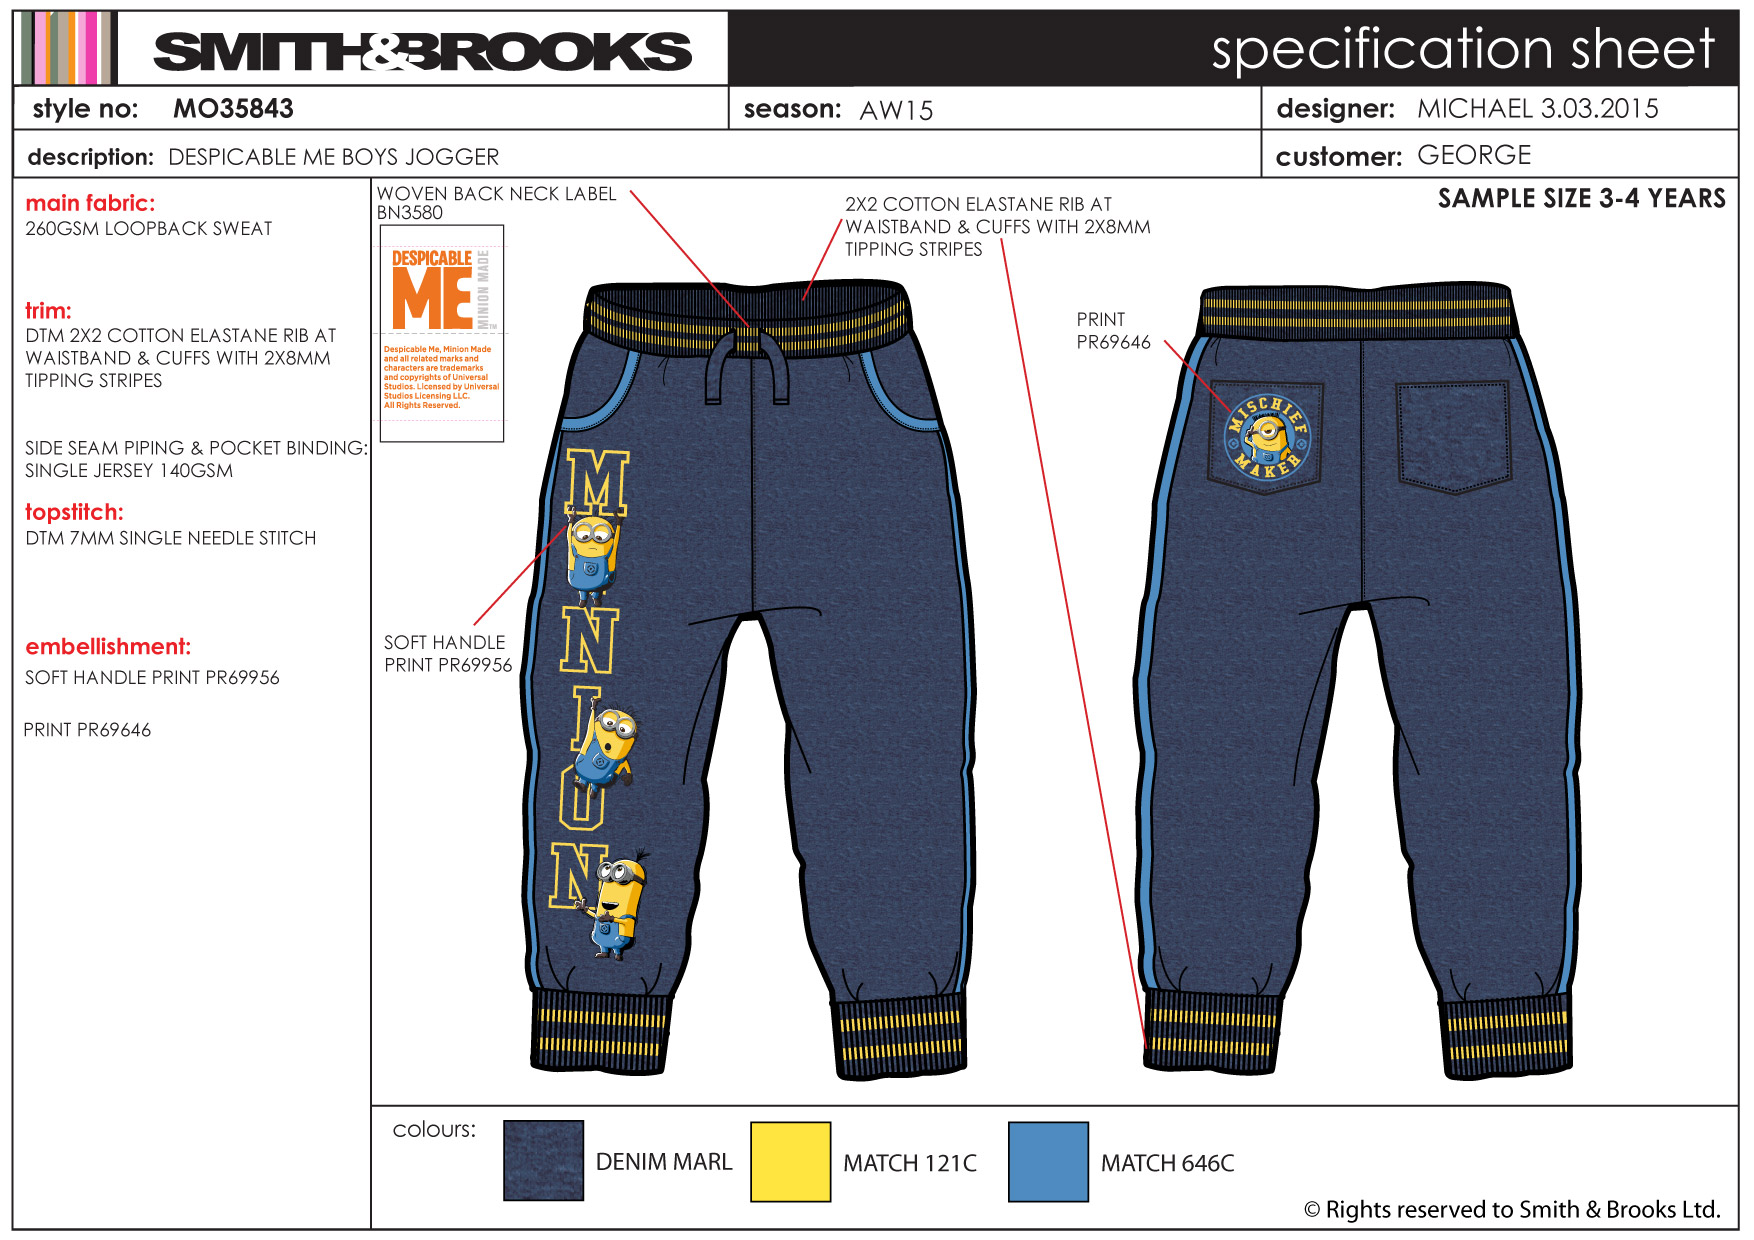 SMITH&BROOKS
specification sheet
style no: MO35843
season: AW15
designer: MICHAEL 3.03.2015
description: DESPICABLE ME BOYS JOGGER
customer: GEORGE
main fabric:
260GSM LOOPBACK SWEAT
trim:
DTM 2X2 COTTON ELASTANE RIB AT
WAISTBAND & CUFFS WITH 2X8MM
TIPPING STRIPES
SIDE SEAM PIPING & POCKET BINDING:
SINGLE JERSEY 140GSM
topstitch:
DTM 7MM SINGLE NEEDLE STITCH
embellishment:
SOFT HANDLE PRINT PR69956
PRINT PR69646
WOVEN BACK NECK LABEL
BN3580
DESPICABLE
ME
MINION MADE
TM
Despicable Me, Minion Made
and all related marks and
characters are trademarks
and copyrights of Universal
Studios. Licensed by Universal
Studios Licensing LLC.
All Rights Reserved.
2X2 COTTON ELASTANE RIB AT
WAISTBAND & CUFFS WITH 2X8MM
TIPPING STRIPES
SAMPLE SIZE 3-4 YEARS
PRINT
PR69646
MISCHIEF
MAKER
M
N
I
O
N
SOFT HANDLE
PRINT PR69956
colours:
DENIM MARL
MATCH 121C
MATCH 646C
© Rights reserved to Smith & Brooks Ltd.